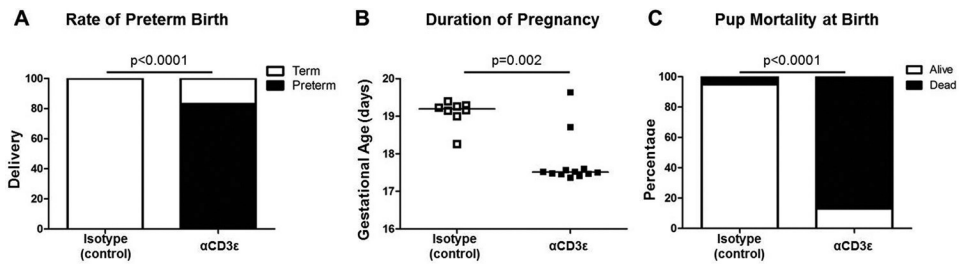 A Rate of Preterm Birth
p<0.0001
Term
Preterm
Delivery
100
80
60
40
20
0
Isotype
(control)
αCD3ε
B Duration of Pregnancy
p=0.002
Gestational Age (days)
20
19
18
17
16
Isotype
(control)
αCD3ε
C Pup Mortality at Birth
p<0.0001
Alive
Dead
Percentage
100
80
60
40
20
0
Isotype
(control)
αCD3ε